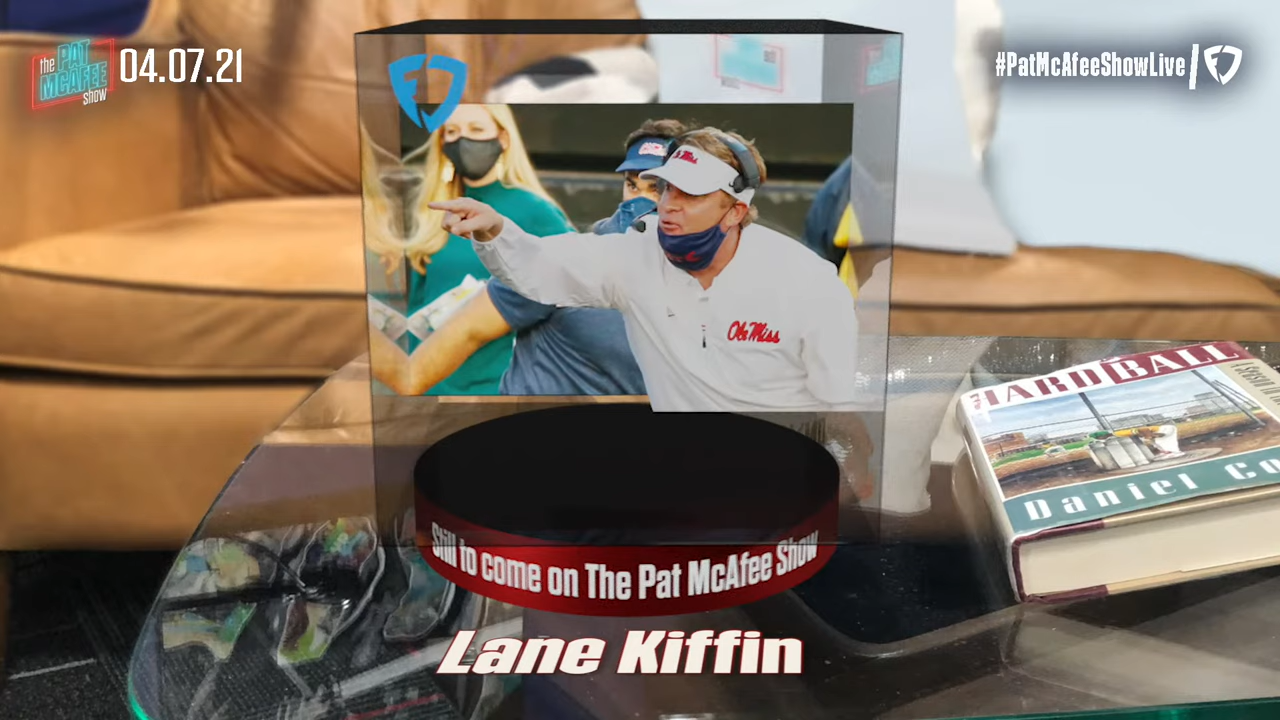 the
PAT
MCAFEE
show
04.07.21
#PatMcAfeeShowLive
Ole Miss
HARDBALL
Daniel Co
Still to come on The Pat McAfee Show
Lane Kiffin